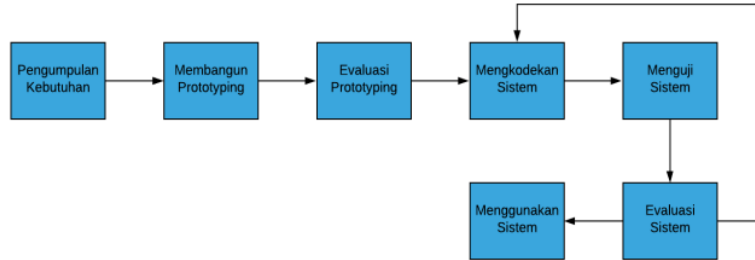 Pengumpulan
Kebutuhan
Membangun
Prototyping
Evaluasi
Prototyping
Mengkodekan
Sistem
Menguji
Sistem
Menggunakan
Sistem
Evaluasi
Sistem